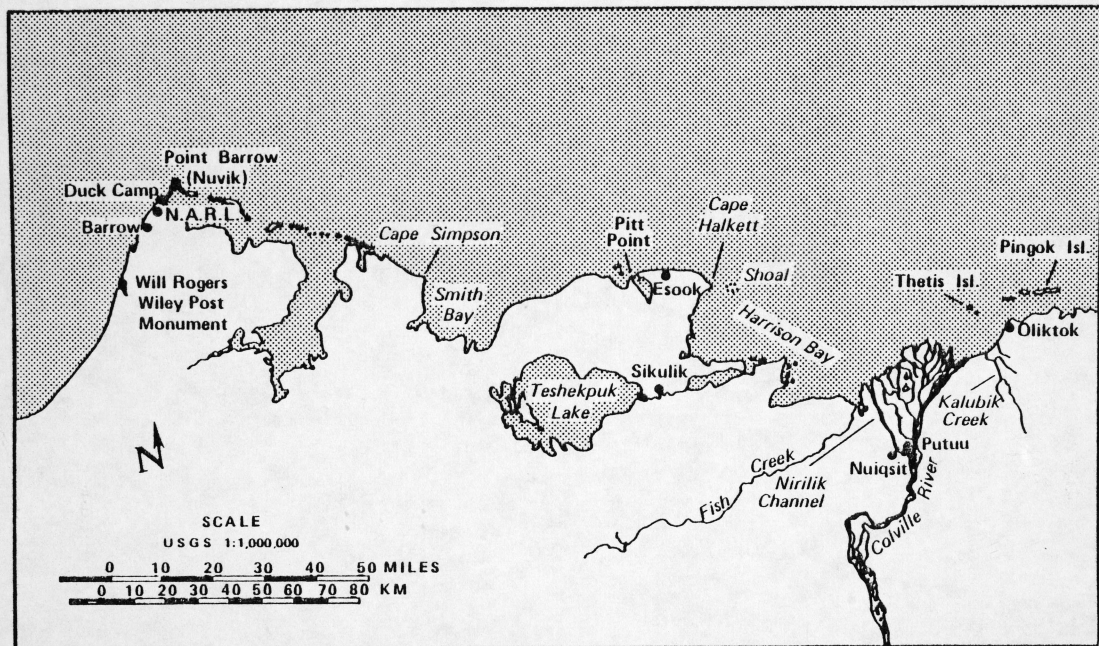 Point Barrow
(Nuvik)
Duck Camp
N.A.R.L.
Barrow
Will Rogers
Wiley Post
Monument
Cape Simpson
Smith
Bay
Pitt
Point
Cape
Halkett
Esook
Shoal
Harrison Bay
Thetis Isl.
Pingok Isl.
Oliktok
Teshekpuk
Lake
Sikulik
Kalubik
Creek
Putuu
Nuiqsit
Fish Creek
Nirilik
Channel
Colville River
N
SCALE
USGS 1:1,000,000
0 10 20 30 40 50 MILES
0 10 20 30 40 50 60 70 80 KM